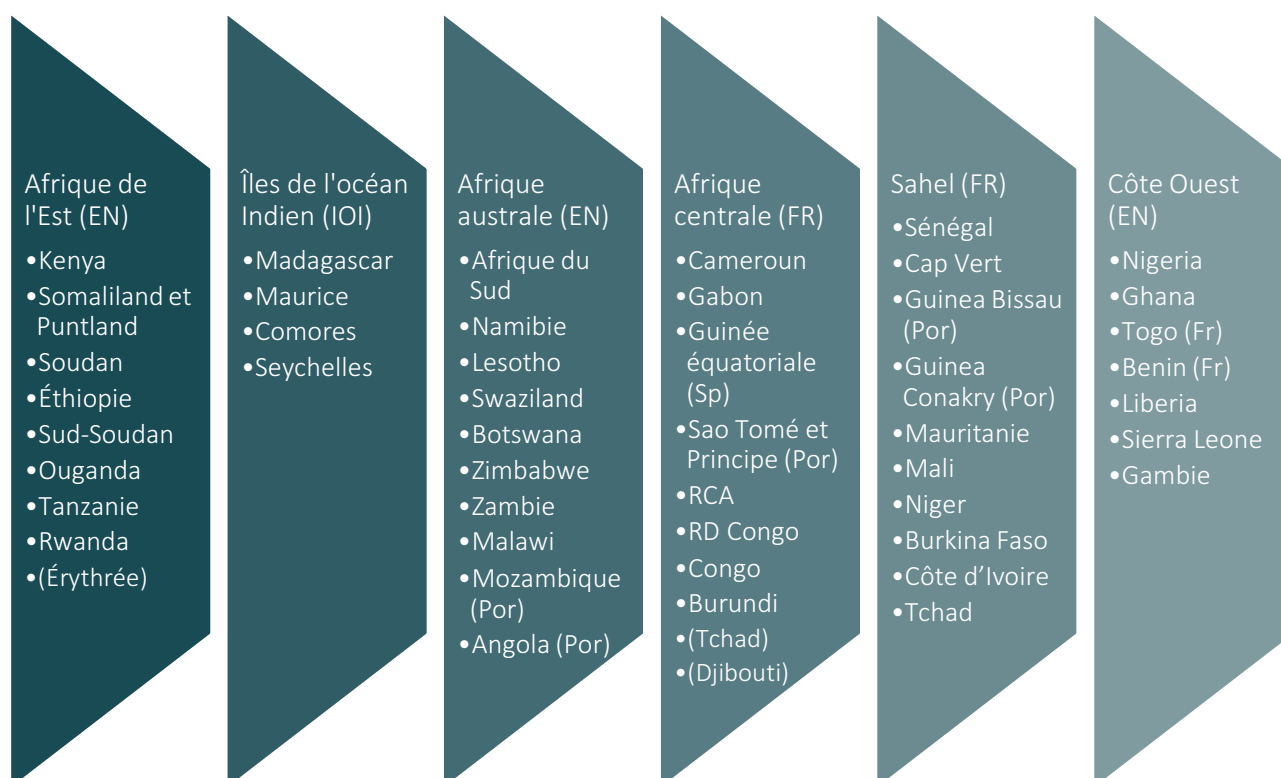 Afrique de
l'Est (EN)
•Kenya
•Somaliland et
Puntland
•Soudan
•Éthiopie
•Sud-Soudan
•Ouganda
•Tanzanie
•Rwanda
•(Érythrée)
Îles de l'océan
Indien (IOI)
•Madagascar
•Maurice
•Comores
•Seychelles
Afrique
australe (EN)
•Afrique du
Sud
•Namibie
•Lesotho
•Swaziland
•Botswana
•Zimbabwe
•Zambie
•Malawi
•Mozambique
(Por)
•Angola (Por)
Afrique
centrale (FR)
•Cameroun
•Gabon
•Guinée
équatoriale
(Sp)
•Sao Tomé et
Principe (Por)
•RCA
•RD Congo
•Congo
•Burundi
•(Tchad)
•(Djibouti)
Sahel (FR)
•Sénégal
•Cap Vert
•Guinea Bissau
(Por)
•Guinea
Conakry (Por)
•Mauritanie
•Mali
•Niger
•Burkina Faso
•Côte d’Ivoire
•Tchad
Côte Ouest
(EN)
•Nigeria
•Ghana
•Togo (Fr)
•Benin (Fr)
•Liberia
•Sierra Leone
•Gambie